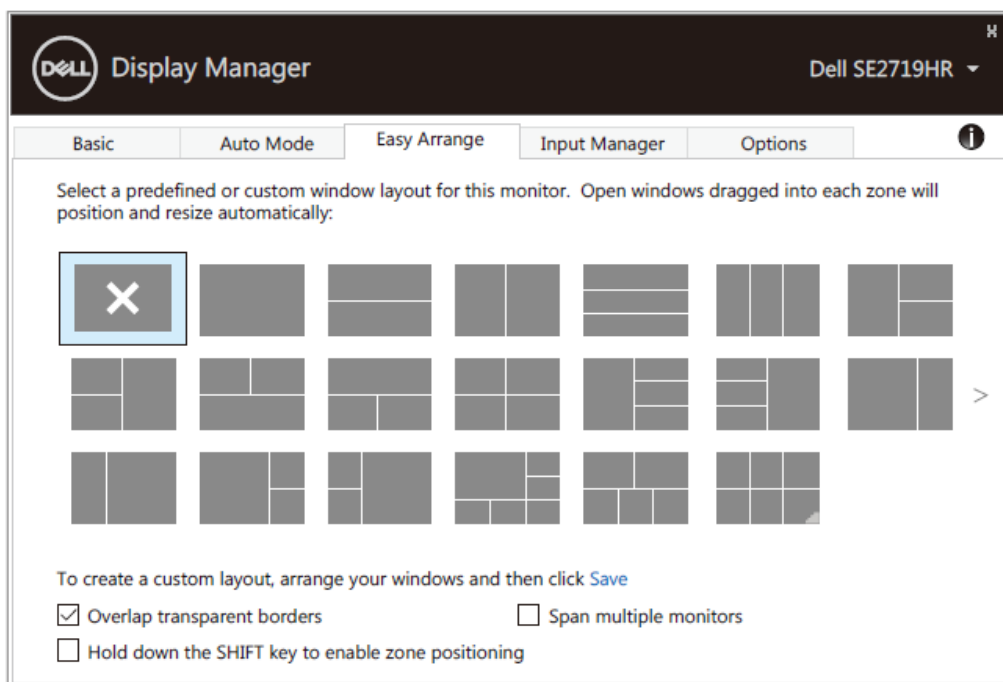 DELL Display Manager
Dell SE2719HR
Basic Auto Mode Easy Arrange Input Manager Options
Select a predefined or custom window layout for this monitor. Open windows dragged into each zone will
position and resize automatically:
To create a custom layout, arrange your windows and then click Save
Overlap transparent borders
Span multiple monitors
Hold down the SHIFT key to enable zone positioning